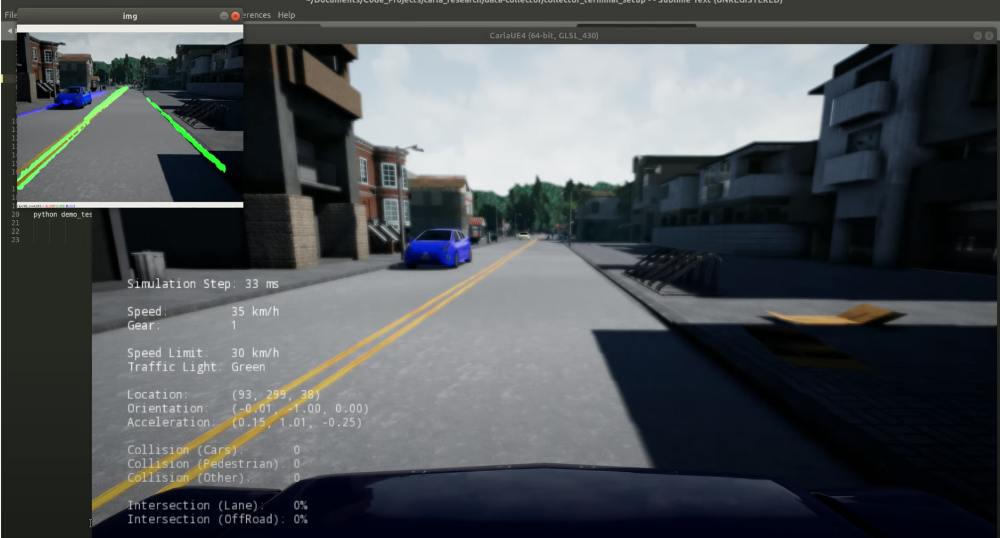 ~/Documents/Code_Projects/carla_research/data-collector/collector_terminal_setup •• - Sublime Text (UNREGISTERED)
File
erences Help
img
CarlaUE4 (64-bit, GLSL_430)
20 python demo_tes
21
22
23
Simulation Step: 33 ms
Speed: 35 km/h
Gear: 1
Speed Limit: 30 km/h
Traffic Light: Green
Location: (93, 299, 38)
Orientation: (-0.01, -1.00, 0.00)
Acceleration: (0.15, 1.01, -0.25)
Collision (Cars): 0
Collision (Pedestrian): 0
Collision (Other): 0
Intersection (Lane): 0%
Intersection (OffRoad): 0%